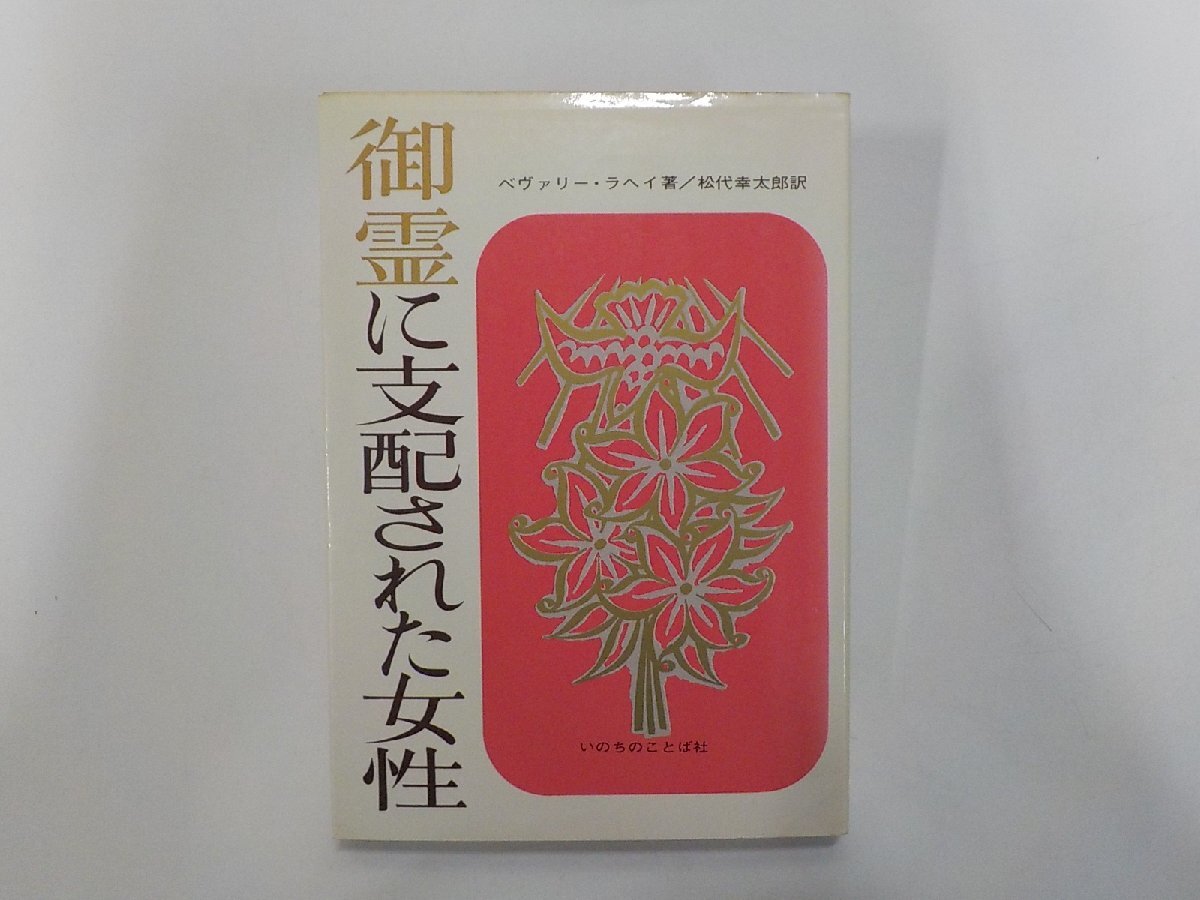 御霊に支配された女性
ベヴァリー・ラヘイ著／松代幸太郎訳
いのちのことば社